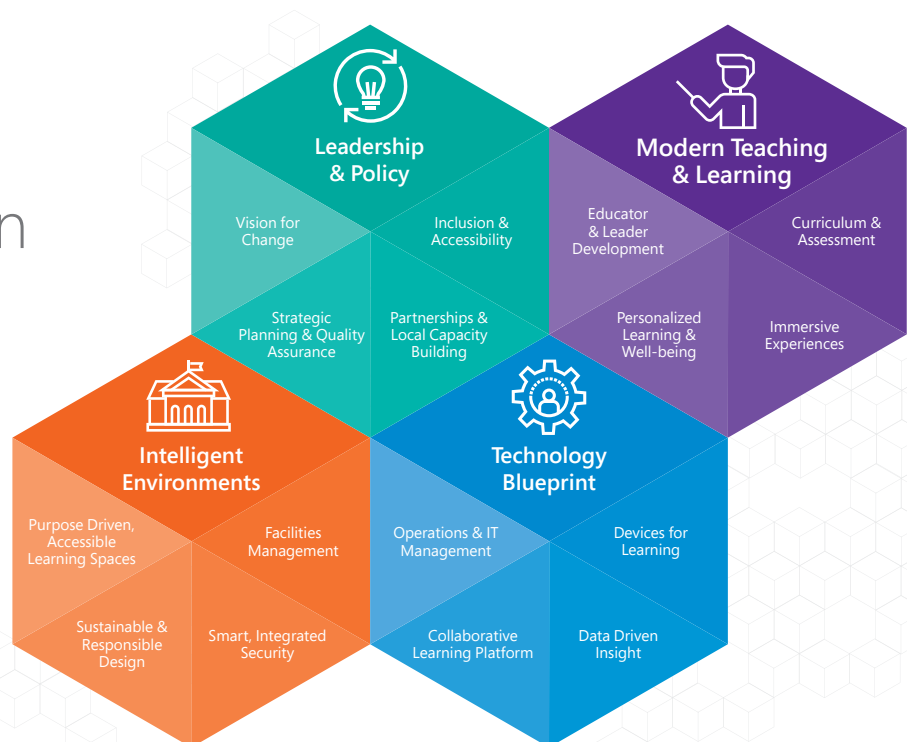 n
Leadership
& Policy
Vision for
Change
Inclusion &
Accessibility
Strategic
Planning & Quality
Assurance
Partnerships &
Local Capacity
Building
Modern Teaching
& Learning
Educator
& Leader
Development
Curriculum &
Assessment
Personalized
Learning &
Well-being
Immersive
Experiences
Intelligent
Environments
Purpose Driven,
Accessible
Learning Spaces
Facilities
Management
Sustainable &
Responsible
Design
Smart, Integrated
Security
Technology
Blueprint
Operations & IT
Management
Devices for
Learning
Collaborative
Learning Platform
Data Driven
Insight